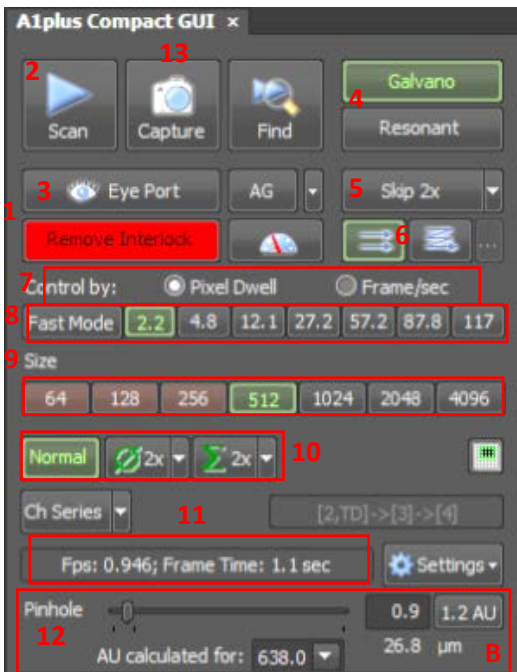 A1plus Compact GUI ×
2 13
Scan Capture Find
4 Galvano
Resonant
3 Eye Port AG 5 Skip 2x
1 Remove Interlock 6 ...
7 Control by: Pixel Dwell Frame/sec
8 Fast Mode 2.2 4.8 12.1 27.2 57.2 87.8 117
9 Size
64 128 256 512 1024 2048 4096
Normal Ø 2x Σ 2x 10
Ch Series 11 [2,TD]->[3]->[4]
Fps: 0.946; Frame Time: 1.1 sec Settings
Pinhole 0.9 1.2 AU
12 AU calculated for: 638.0 26.8 µm B